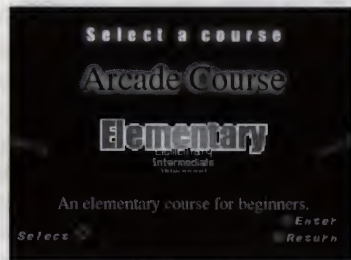 Select a course
Arcade Course
Elementary
Elementary
Intermediate
An elementary course for beginners.
Enter
Select
Return